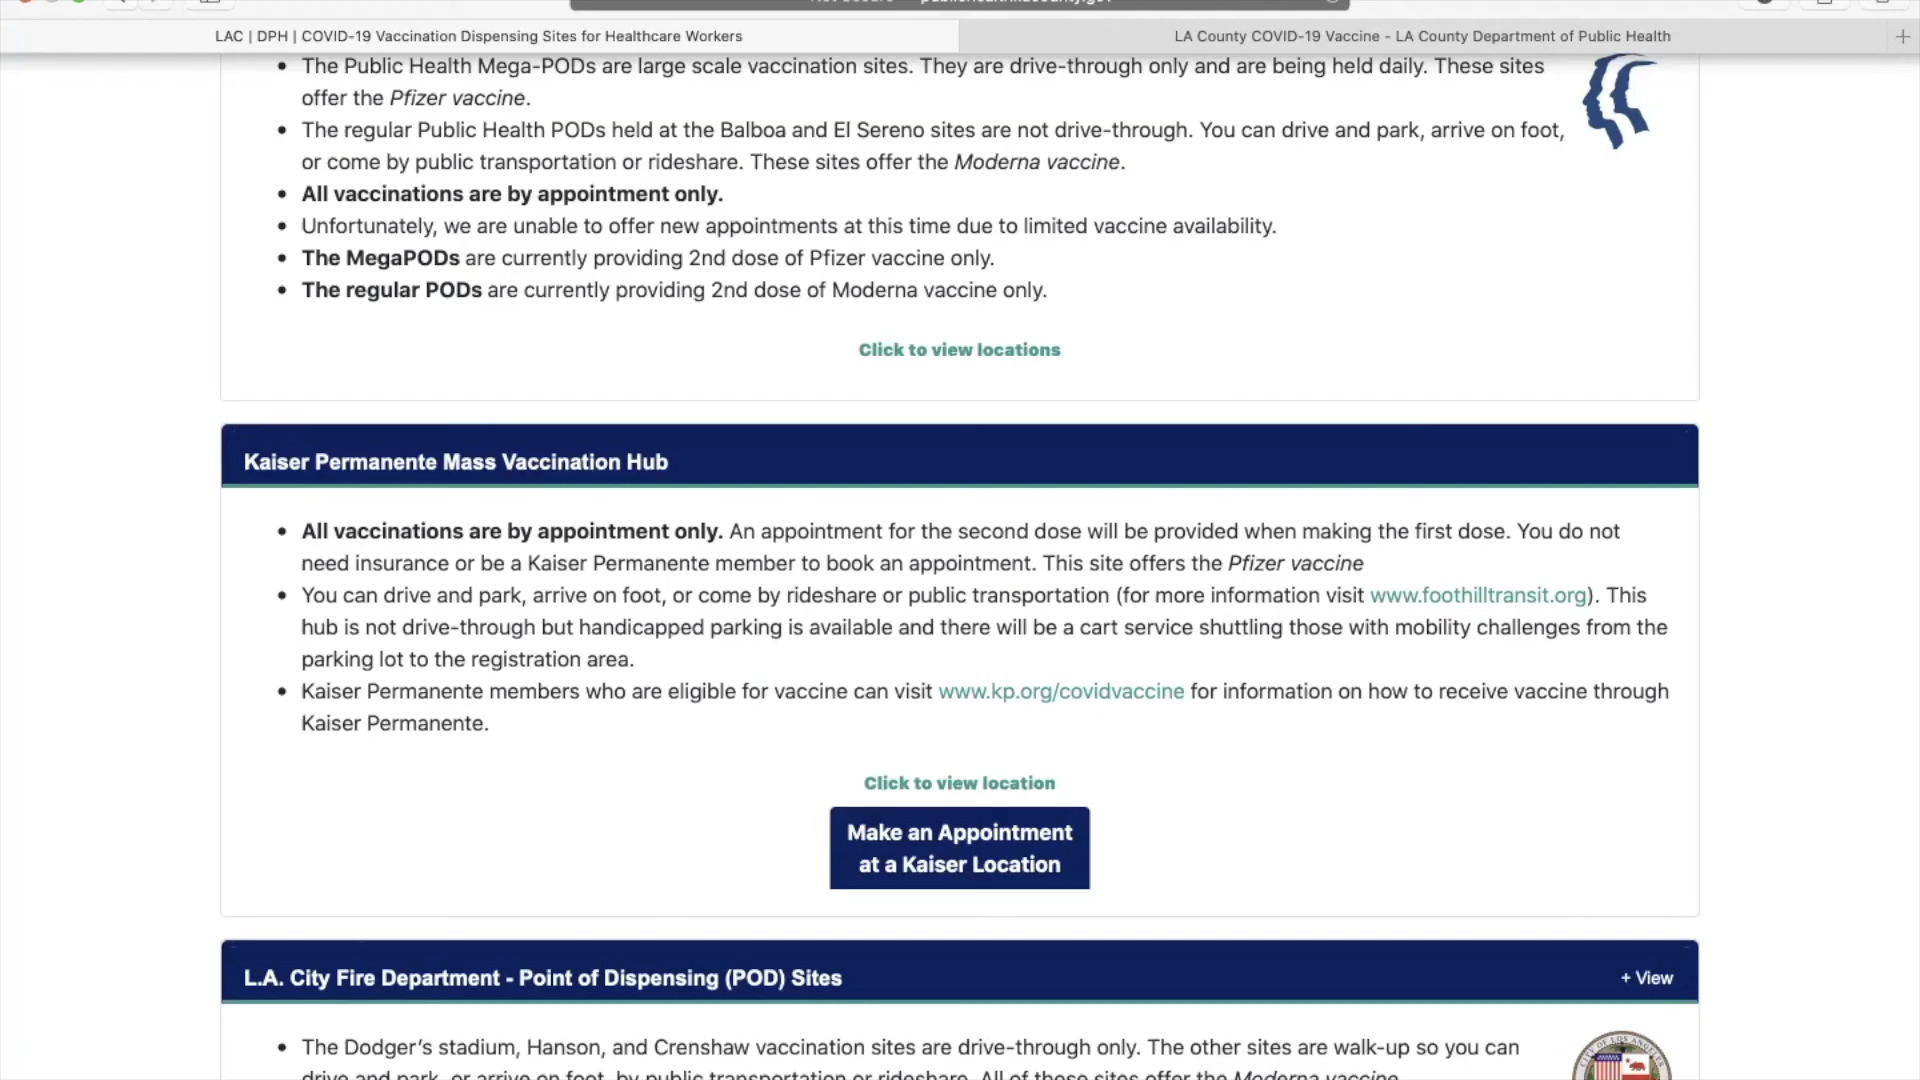 LAC | DPH | COVID-19 Vaccination Dispensing Sites for Healthcare Workers
LA County COVID-19 Vaccine - LA County Department of Public Health
• The Public Health Mega-PODs are large scale vaccination sites. They are drive-through only and are being held daily. These sites
offer the Pfizer vaccine.
• The regular Public Health PODs held at the Balboa and El Sereno sites are not drive-through. You can drive and park, arrive on foot,
or come by public transportation or rideshare. These sites offer the Moderna vaccine.
• All vaccinations are by appointment only.
• Unfortunately, we are unable to offer new appointments at this time due to limited vaccine availability.
• The MegaPODs are currently providing 2nd dose of Pfizer vaccine only.
• The regular PODs are currently providing 2nd dose of Moderna vaccine only.
Click to view locations
Kaiser Permanente Mass Vaccination Hub
• All vaccinations are by appointment only. An appointment for the second dose will be provided when making the first dose. You do not
need insurance or be a Kaiser Permanente member to book an appointment. This site offers the Pfizer vaccine
• You can drive and park, arrive on foot, or come by rideshare or public transportation (for more information visit www.foothilltransit.org). This
hub is not drive-through but handicapped parking is available and there will be a cart service shuttling those with mobility challenges from the
parking lot to the registration area.
• Kaiser Permanente members who are eligible for vaccine can visit www.kp.org/covidvaccine for information on how to receive vaccine through
Kaiser Permanente.
Click to view location
Make an Appointment
at a Kaiser Location
L.A. City Fire Department - Point of Dispensing (POD) Sites
+ View
• The Dodger's stadium, Hanson, and Crenshaw vaccination sites are drive-through only. The other sites are walk-up so you can
drive and park, or arrive on foot, by public transportation or rideshare. All of these sites offer the Moderna vaccine
CITY OF LOS ANGELES